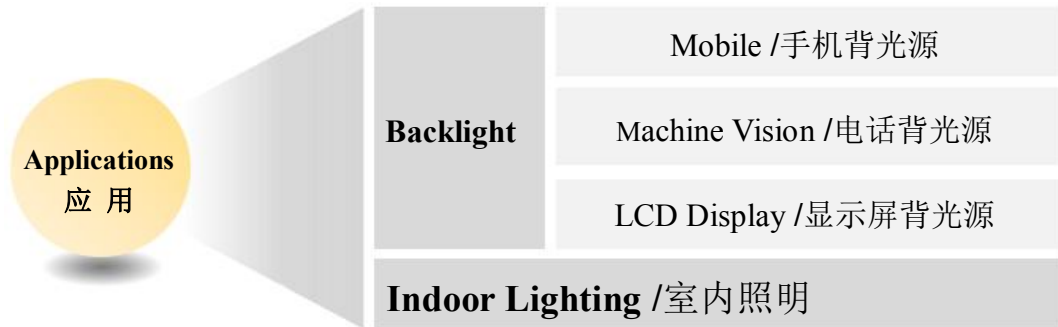 Applications
应 用
Backlight
Mobile /手机背光源
Machine Vision /电话背光源
LCD Display /显示屏背光源
Indoor Lighting /室内照明